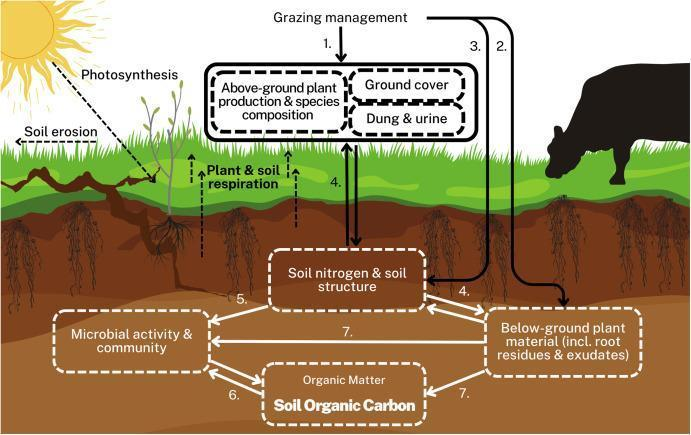 Grazing management
1.
3.
2.
Photosynthesis
Above-ground plant
production & species
composition
Ground cover
Dung & urine
Soil erosion
Plant & soil
respiration
4.
Soil nitrogen & soil
structure
4.
5.
Microbial activity &
community
7.
Below-ground plant
material (incl. root
residues & exudates)
6.
Organic Matter
Soil Organic Carbon
7.